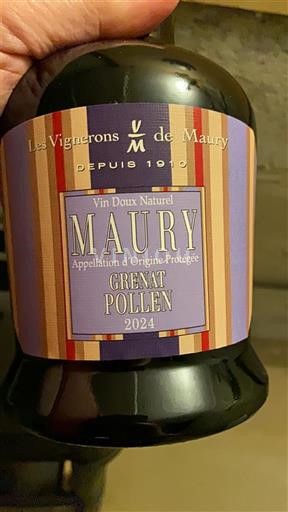 Les Vignerons VM de Maury
DEPUIS 1910
Vin Doux Naturel
MAURY
Appellation d'Origine Protégée
GRENAT
POLLEN
2024